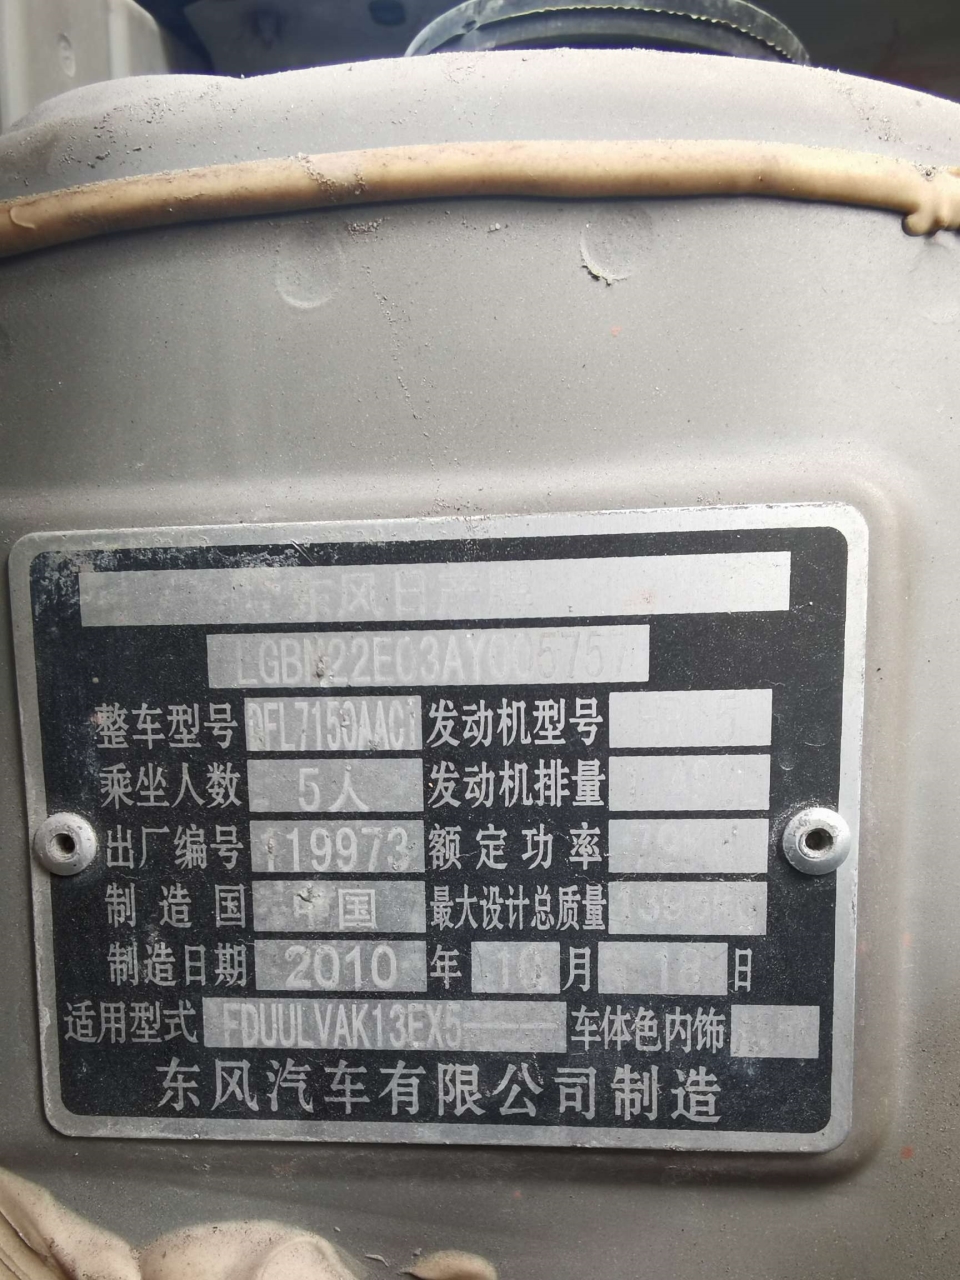 东风日产牌
LGBN22E03AY005757
整车型号 DFL7150AAC1 发动机型号
乘坐人数 5人 发动机排量
出厂编号 119973 额定功率
制造国 中国 最大设计总质量
制造日期 2010 年 10 月 18 日
适用型式 FDUULVAK13EX5—— 车体色内饰
东风汽车有限公司制造